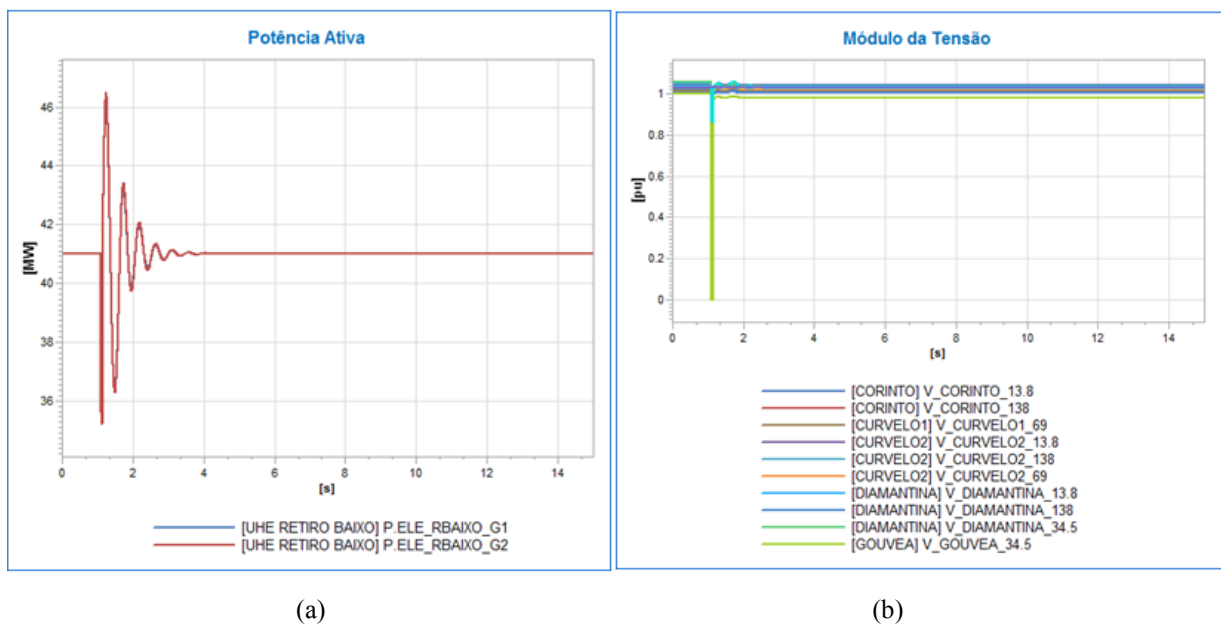 Potência Ativa
46
44
42
40
38
36
[MW]
0
2
4
6
8
10
12
14
[s]
[UHE RETIRO BAIXO] P.ELE_RBAIXO_G1
[UHE RETIRO BAIXO] P.ELE_RBAIXO_G2
(a)
Módulo da Tensão
1
0.8
0.6
0.4
0.2
0
[pu]
0
2
4
6
8
10
12
14
[s]
[CORINTO] V_CORINTO_13.8
[CORINTO] V_CORINTO_138
[CURVELO1] V_CURVELO1_69
[CURVELO2] V_CURVELO2_13.8
[CURVELO2] V_CURVELO2_138
[CURVELO2] V_CURVELO2_69
[DIAMANTINA] V_DIAMANTINA_13.8
[DIAMANTINA] V_DIAMANTINA_138
[DIAMANTINA] V_DIAMANTINA_34.5
[GOUVEA] V_GOUVEA_34.5
(b)